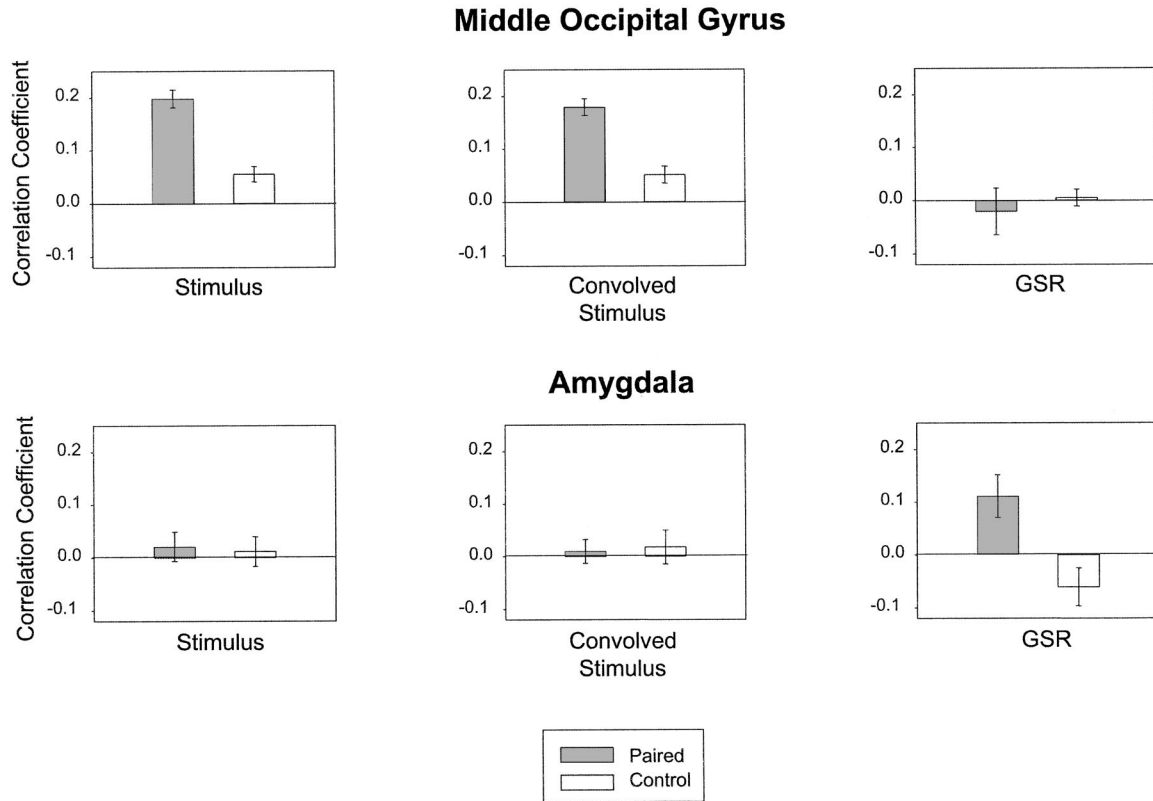 Middle Occipital Gyrus
Correlation Coefficient
0.2
0.1
0.0
-0.1
Stimulus
0.2
0.1
0.0
-0.1
Convolved
Stimulus
0.2
0.1
0.0
-0.1
GSR
Amygdala
Correlation Coefficient
0.2
0.1
0.0
-0.1
Stimulus
0.2
0.1
0.0
-0.1
Convolved
Stimulus
0.2
0.1
0.0
-0.1
GSR
Paired
Control